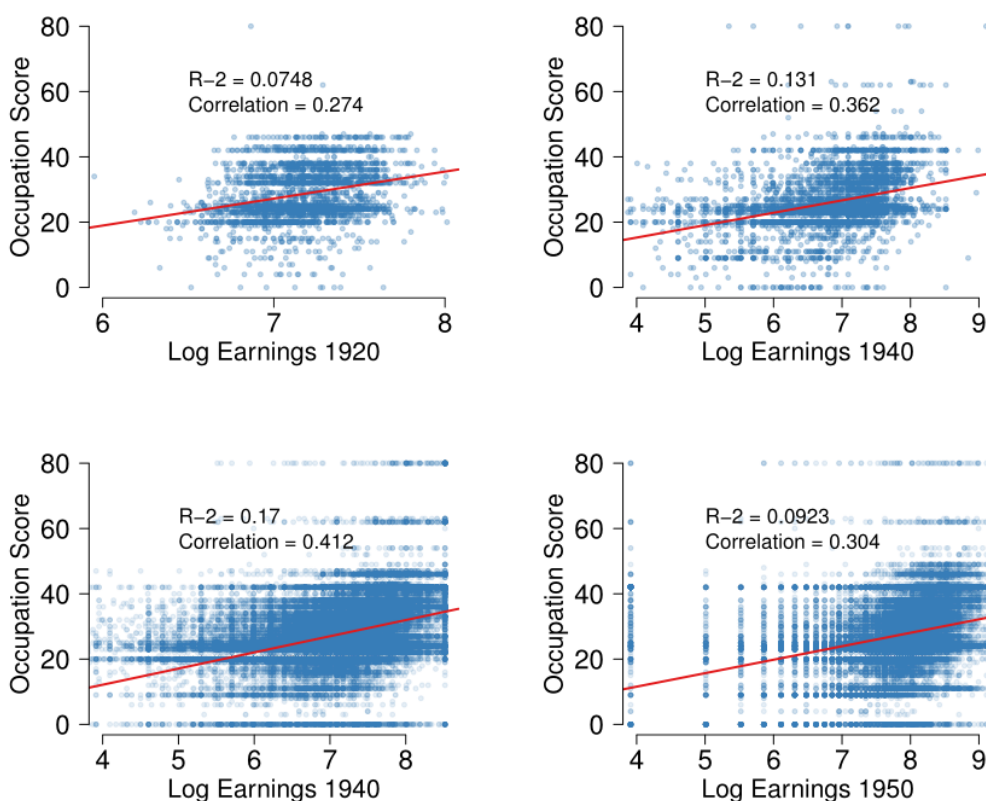 80
60
40
20
0
Occupation Score
R-2 = 0.0748
Correlation = 0.274
6 7 8
Log Earnings 1920
80
60
40
20
0
Occupation Score
R-2 = 0.131
Correlation = 0.362
4 5 6 7 8 9
Log Earnings 1940
80
60
40
20
0
Occupation Score
R-2 = 0.17
Correlation = 0.412
4 5 6 7 8
Log Earnings 1940
80
60
40
20
0
Occupation Score
R-2 = 0.0923
Correlation = 0.304
4 5 6 7 8 9
Log Earnings 1950